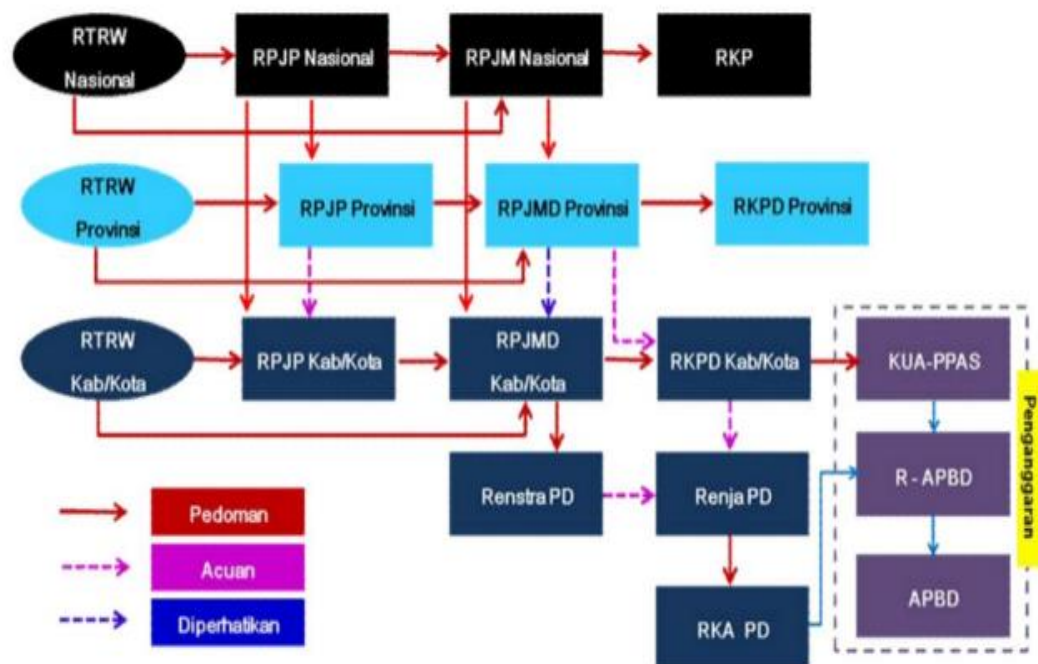 RTRW
Nasional
RPJP Nasional
RPJM Nasional
RKP
RTRW
Provinsi
RPJP Provinsi
RPJMD Provinsi
RKPD Provinsi
RTRW
Kab/Kota
RPJP Kab/Kota
RPJMD
Kab/Kota
RKPD Kab/Kota
KUA-PPAS
Renstra PD
Renja PD
R - APBD
Penganggaran
RKA PD
APBD
Pedoman
Acuan
Diperhatikan